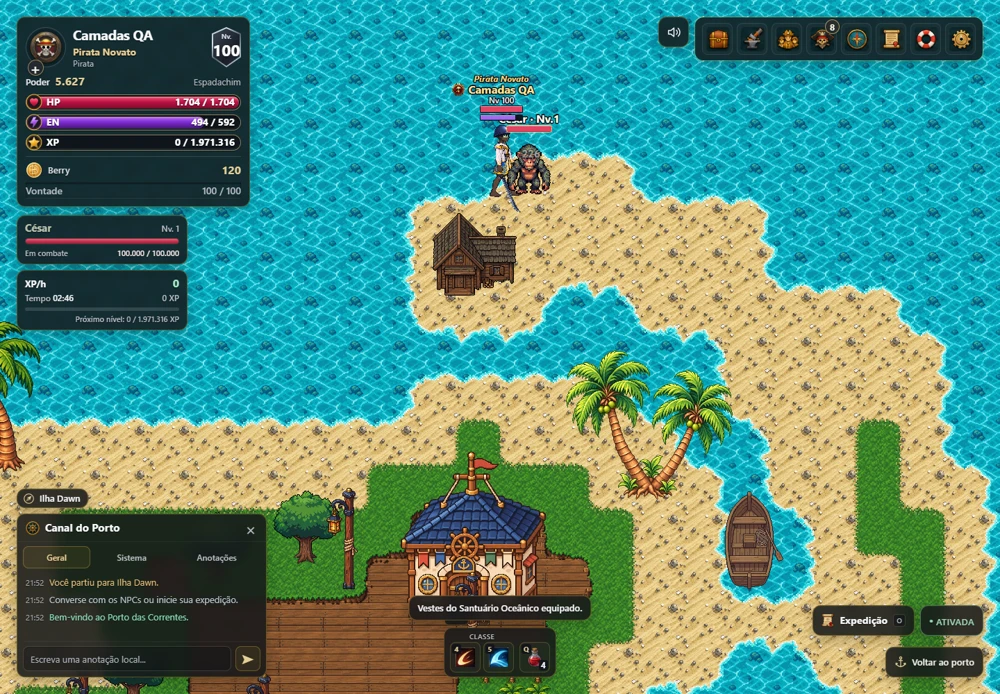 Camadas QA
Pirata Novato
Pirata
Nv.
100
Poder 5.627
Espadachim
HP 1.704 / 1.704
EN 494 / 592
XP 0 / 1.971.316
Berry 120
Vontade 100 / 100
César Nv. 1
Em combate 100.000 / 100.000
XP/h 0
Tempo 02:46 0 XP
Próximo nível: 0 / 1.971.316 XP
8
Pirata Novato
Camadas QA
Nv 100
César · Nv.1
Ilha Dawn
Canal do Porto
Geral Sistema Anotações
21:52 Você partiu para Ilha Dawn.
21:52 Converse com os NPCs ou inicie sua expedição.
21:52 Bem-vindo ao Porto das Correntes.
Escreva uma anotação local...
Vestes do Santuário Oceânico equipado.
CLASSE
4 5 Q 4
Expedição O
• ATIVADA
Voltar ao porto